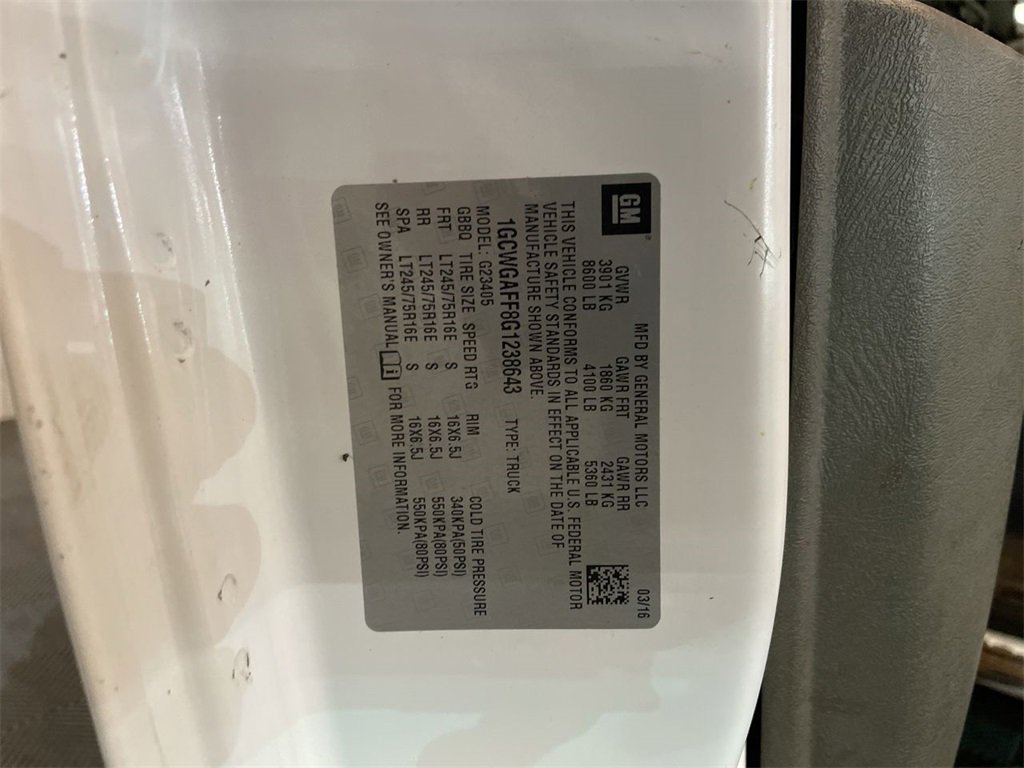 GM
MFD BY GENERAL MOTORS LLC 03/16
GVWR GAWR FRT GAWR RR
3901 KG 1860 KG 2431 KG
8600 LB 4100 LB 5360 LB
THIS VEHICLE CONFORMS TO ALL APPLICABLE U.S. FEDERAL MOTOR
VEHICLE SAFETY STANDARDS IN EFFECT ON THE DATE OF
MANUFACTURE SHOWN ABOVE.
1GCWGAFF8G1238643 TYPE: TRUCK
MODEL: G23405
GBBQ TIRE SIZE SPEED RTG RIM COLD TIRE PRESSURE
FRT LT245/75R16E S 16X6.5J 340KPA(50PSI)
RR LT245/75R16E S 16X6.5J 550KPA(80PSI)
SPA LT245/75R16E S 16X6.5J 550KPA(80PSI)
SEE OWNER'S MANUAL FOR MORE INFORMATION.